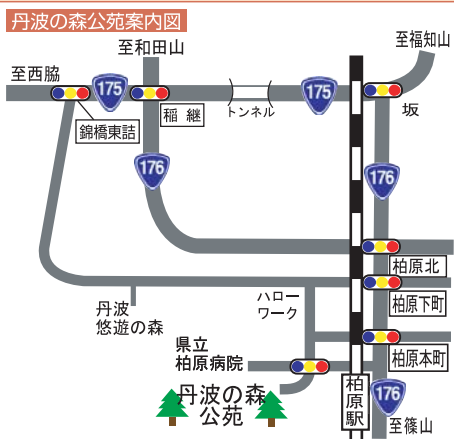 丹波の森公苑案内図
至和田山
至福知山
至西脇
175
175
トンネル
坂
稲継
錦橋東詰
176
176
柏原北
丹波
悠遊の森
ハロー
ワーク
柏原下町
県立
柏原病院
柏原本町
丹波の森
公苑
柏原駅
176
至篠山